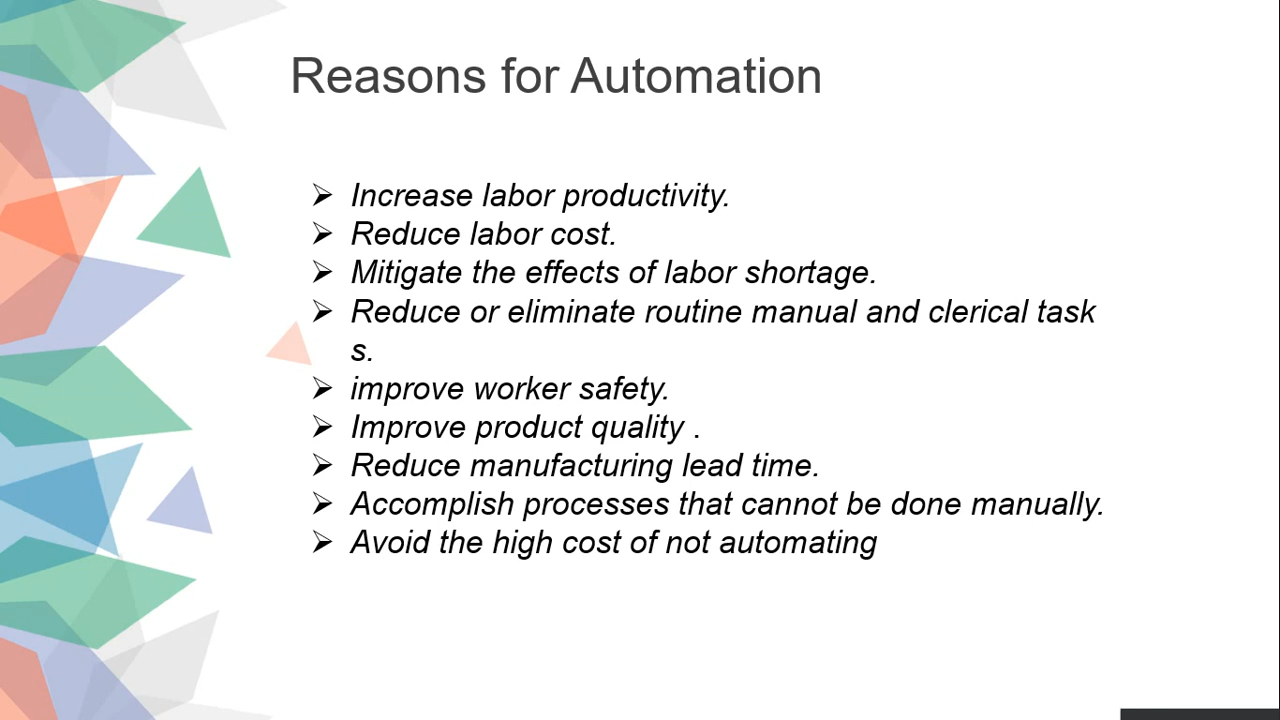 Reasons for Automation
➢ Increase labor productivity.
➢ Reduce labor cost.
➢ Mitigate the effects of labor shortage.
➢ Reduce or eliminate routine manual and clerical task
s.
➢ improve worker safety.
➢ Improve product quality .
➢ Reduce manufacturing lead time.
➢ Accomplish processes that cannot be done manually.
➢ Avoid the high cost of not automating